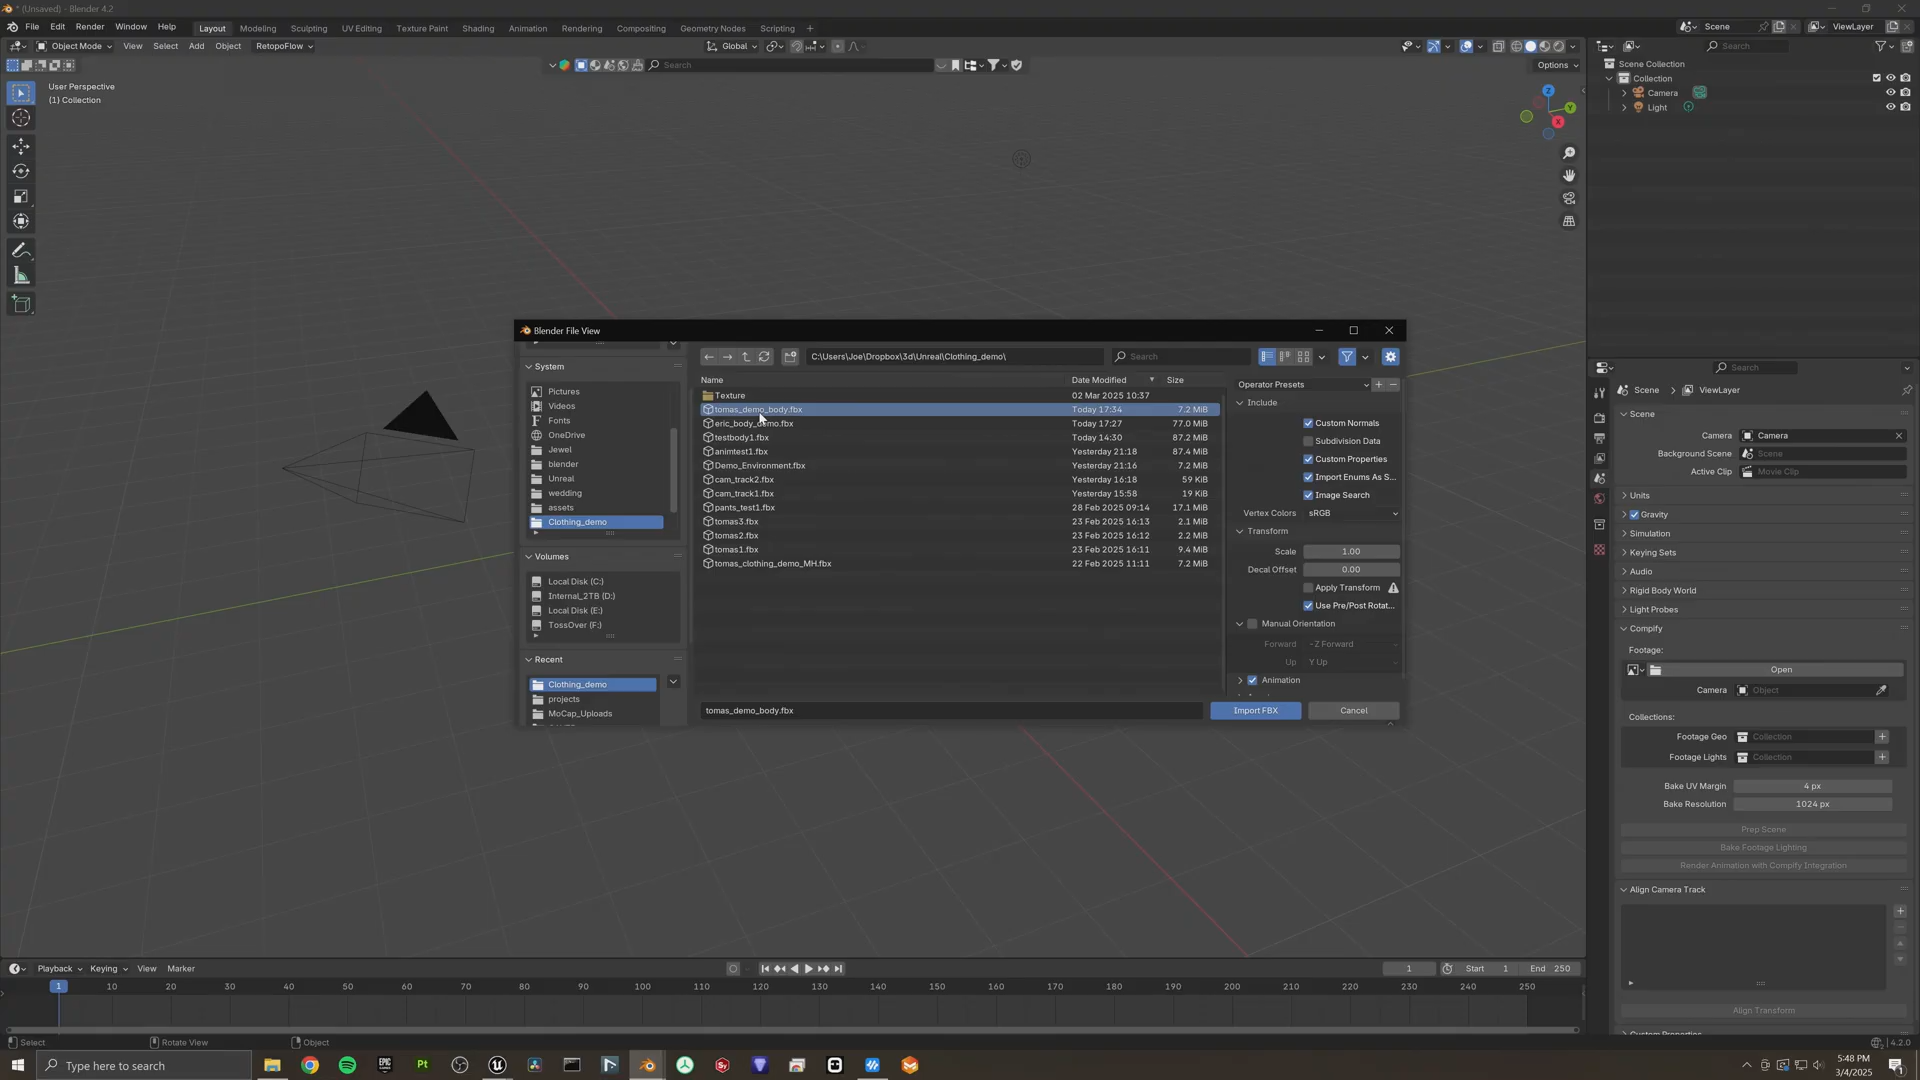 * (Unsaved) - Blender 4.2
File Edit Render Window Help Layout Modeling Sculpting UV Editing Texture Paint Shading Animation Rendering Compositing Geometry Nodes Scripting + Scene ViewLayer
Object Mode View Select Add Object RetopoFlow Global Search
Search Options
User Perspective
(1) Collection
Z
Y
X
Scene Collection
Collection
Camera
Light
Blender File View
System
Pictures
Videos
Fonts
OneDrive
Jewel
blender
Unreal
wedding
assets
Clothing_demo
Volumes
Local Disk (C:)
Internal_2TB (D:)
Local Disk (E:)
TossOver (F:)
Recent
Clothing_demo
projects
MoCap_Uploads
C:\Users\Joe\Dropbox\3d\Unreal\Clothing_demo\ Search
Name Date Modified Size
Texture 02 Mar 2025 10:37
tomas_demo_body.fbx Today 17:34 7.2 MiB
eric_body_demo.fbx Today 17:27 77.0 MiB
testbody1.fbx Today 14:30 87.2 MiB
animtest1.fbx Yesterday 21:18 87.4 MiB
Demo_Environment.fbx Yesterday 21:16 7.2 MiB
cam_track2.fbx Yesterday 16:18 59 KiB
cam_track1.fbx Yesterday 15:58 19 KiB
pants_test1.fbx 28 Feb 2025 09:14 17.1 MiB
tomas3.fbx 23 Feb 2025 16:13 2.1 MiB
tomas2.fbx 23 Feb 2025 16:12 2.2 MiB
tomas1.fbx 23 Feb 2025 16:11 9.4 MiB
tomas_clothing_demo_MH.fbx 22 Feb 2025 11:11 7.2 MiB
tomas_demo_body.fbx Import FBX Cancel
Operator Presets
Include
Custom Normals
Subdivision Data
Custom Properties
Import Enums As S...
Image Search
Vertex Colors sRGB
Transform
Scale 1.00
Decal Offset 0.00
Apply Transform
Use Pre/Post Rotat...
Manual Orientation
Forward -Z Forward
Up Y Up
Animation
Search
Scene ViewLayer
Scene
Camera Camera
Background Scene Scene
Active Clip Movie Clip
Units
Gravity
Simulation
Keying Sets
Audio
Rigid Body World
Light Probes
Compify
Footage:
Open
Camera Object
Collections:
Footage Geo Collection
Footage Lights Collection
Bake UV Margin 4 px
Bake Resolution 1024 px
Prep Scene
Bake Footage Lighting
Render Animation with Compify Integration
Align Camera Track
Align Transform
Playback Keying View Marker 1 Start 1 End 250
1 10 20 30 40 50 60 70 80 90 100 110 120 130 140 150 160 170 180 190 200 210 220 230 240 250
Select Rotate View Object 4.2.0
Type here to search
Pt
5:48 PM
3/4/2025